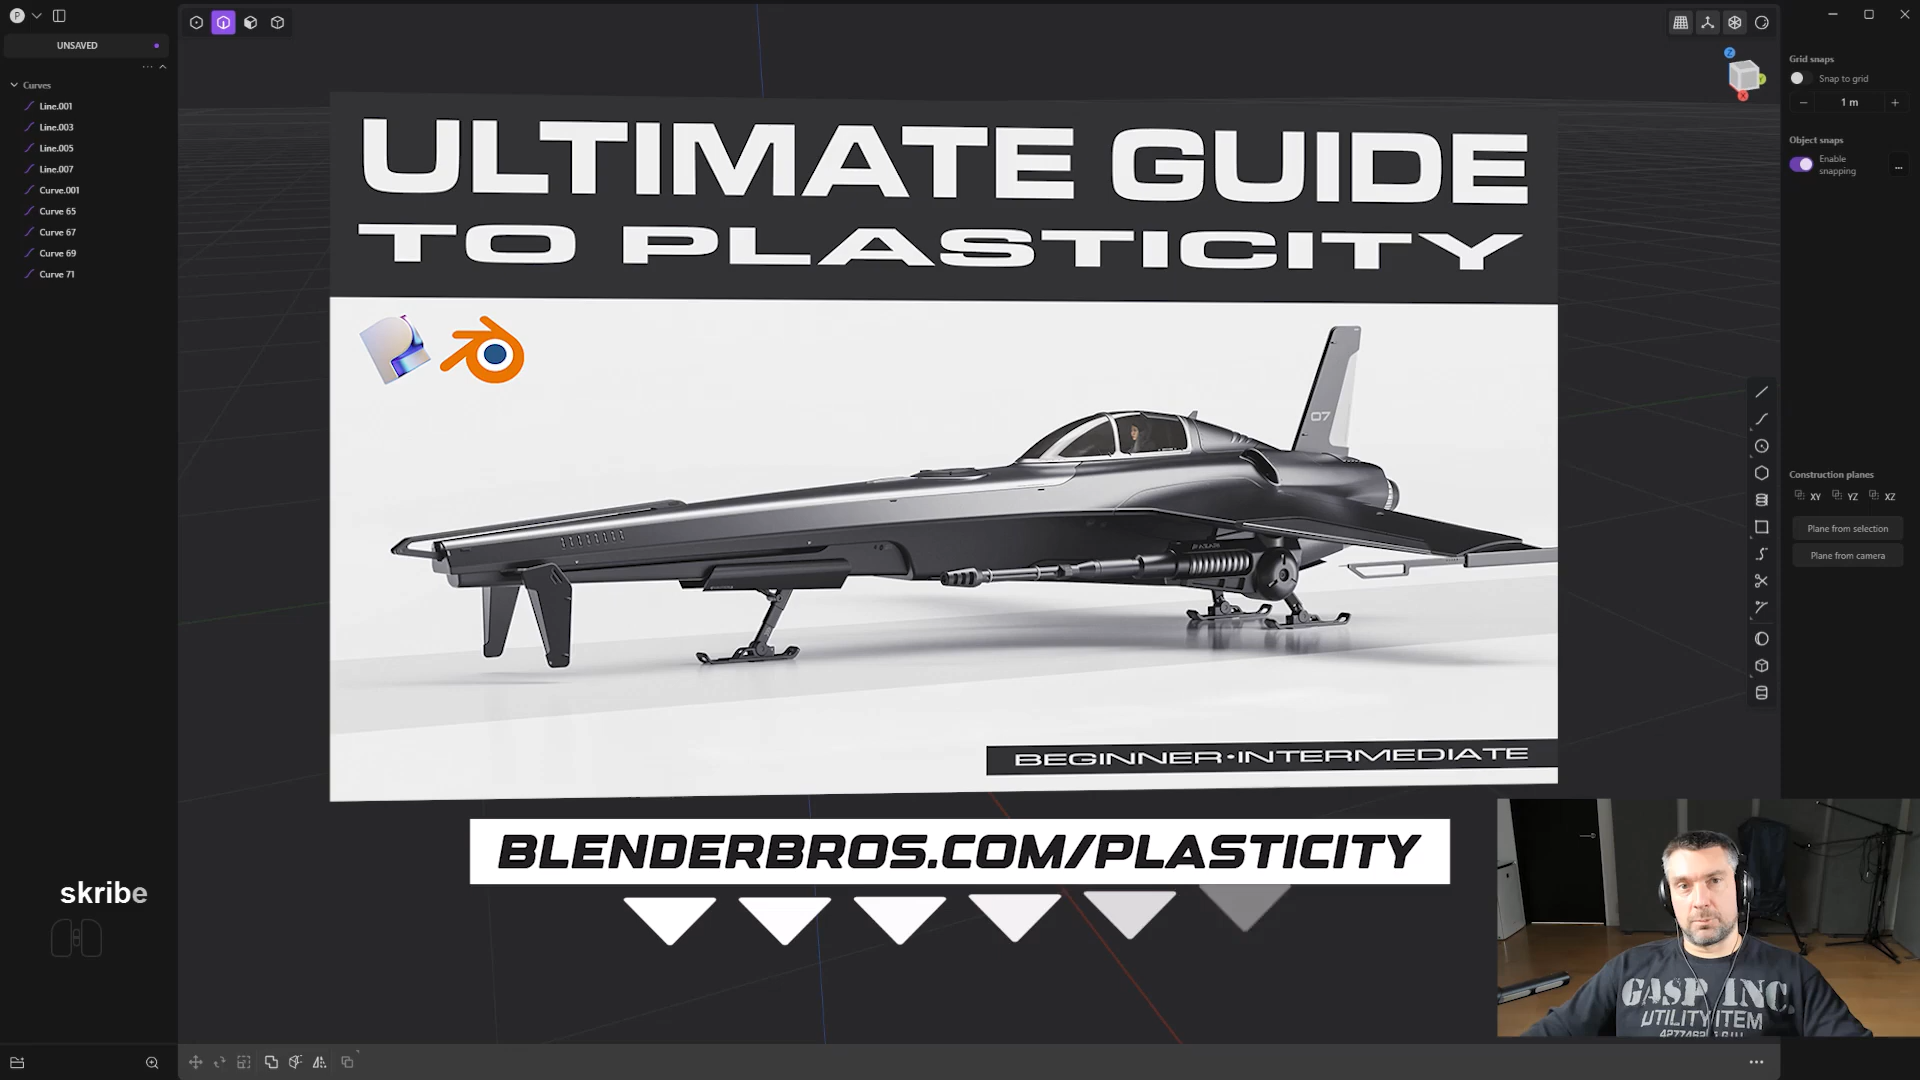 P
UNSAVED
Curves
Line.001
Line.003
Line.005
Line.007
Curve.001
Curve 65
Curve 67
Curve 69
Curve 71
ULTIMATE GUIDE
TO PLASTICITY
07
BEGINNER•INTERMEDIATE
BLENDERBROS.COM/PLASTICITY
skribe
Z
Y
X
Grid snaps
Snap to grid
1 m
Object snaps
Enable
snapping
Construction planes
XY YZ XZ
Plane from selection
Plane from camera
GASP INC.
UTILITY ITEM